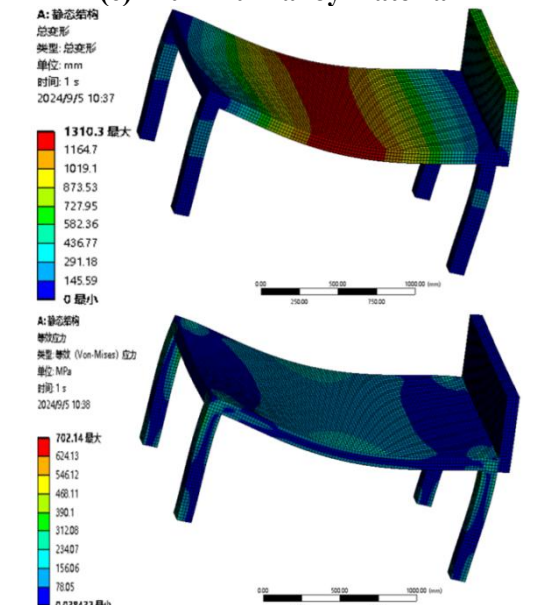 A: 静态结构
总变形
类型: 总变形
单位: mm
时间: 1 s
2024/9/5 10:37
1310.3 最大
1164.7
1019.1
873.53
727.95
582.36
436.77
291.18
145.59
0 最小
0.00 500.00 1000.00 (mm)
250.00 750.00
A: 静态结构
等效应力
类型: 等效 (Von-Mises) 应力
单位: MPa
时间: 1 s
2024/9/5 10:38
702.14 最大
624.13
546.12
468.11
390.1
312.08
234.07
156.06
78.05
0.00 500.00 1000.00 (mm)